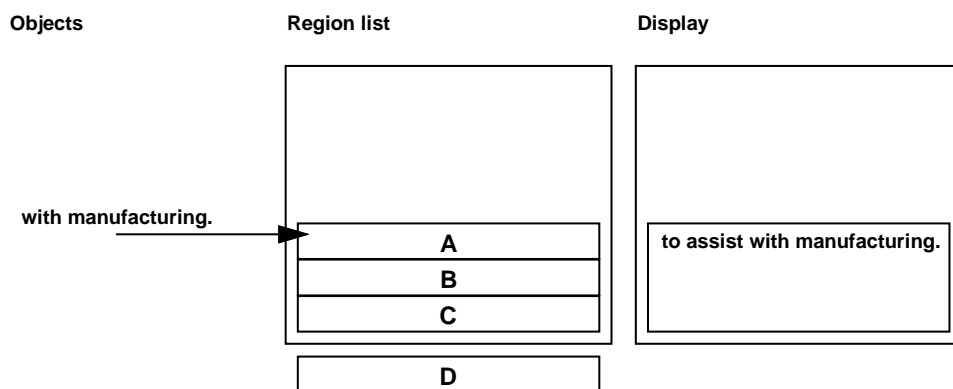 Objects Region list Display
with manufacturing.
A
to assist with manufacturing.
B
C
D